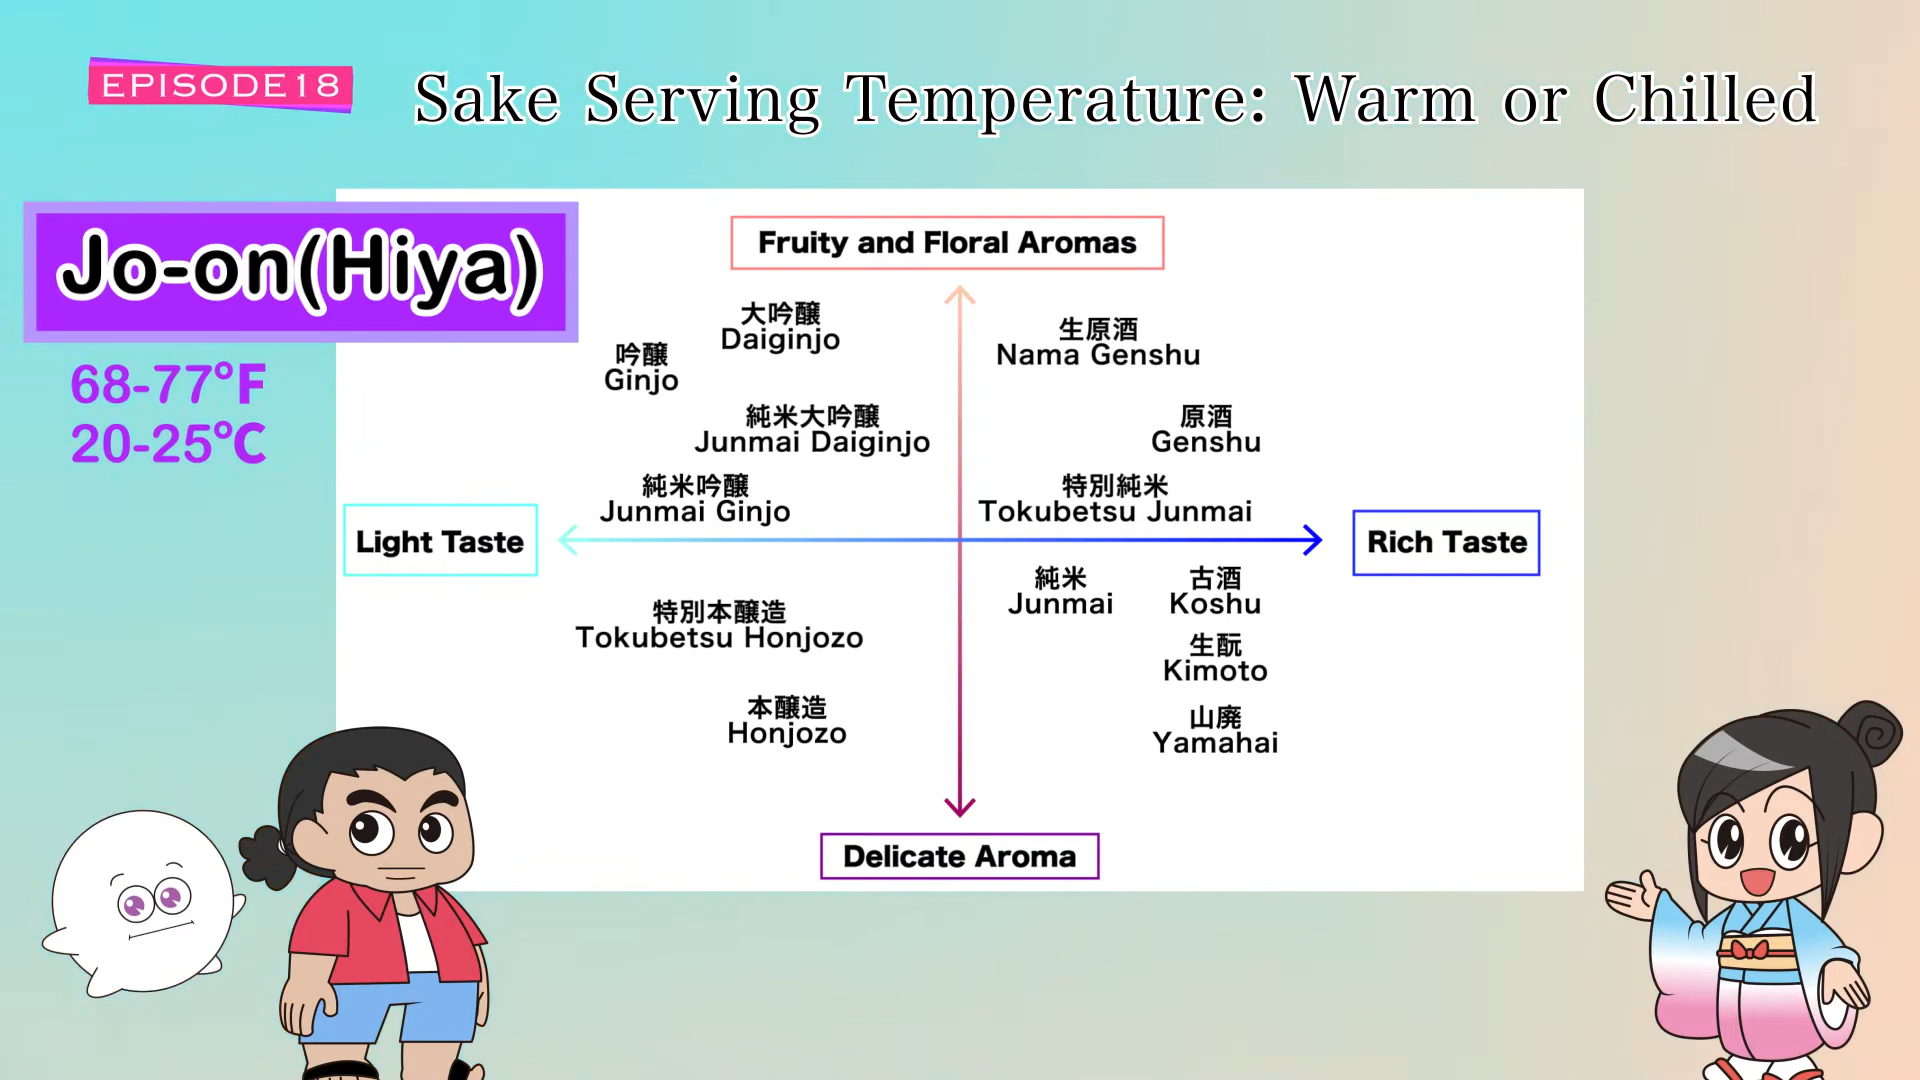 EPISODE18
Sake Serving Temperature: Warm or Chilled
Jo-on(Hiya)
68-77°F
20-25°C
Fruity and Floral Aromas
大吟醸
Daiginjo
吟醸
Ginjo
純米大吟醸
Junmai Daiginjo
純米吟醸
Junmai Ginjo
生原酒
Nama Genshu
原酒
Genshu
特別純米
Tokubetsu Junmai
Light Taste
Rich Taste
特別本醸造
Tokubetsu Honjozo
本醸造
Honjozo
純米
Junmai
古酒
Koshu
生酛
Kimoto
山廃
Yamahai
Delicate Aroma